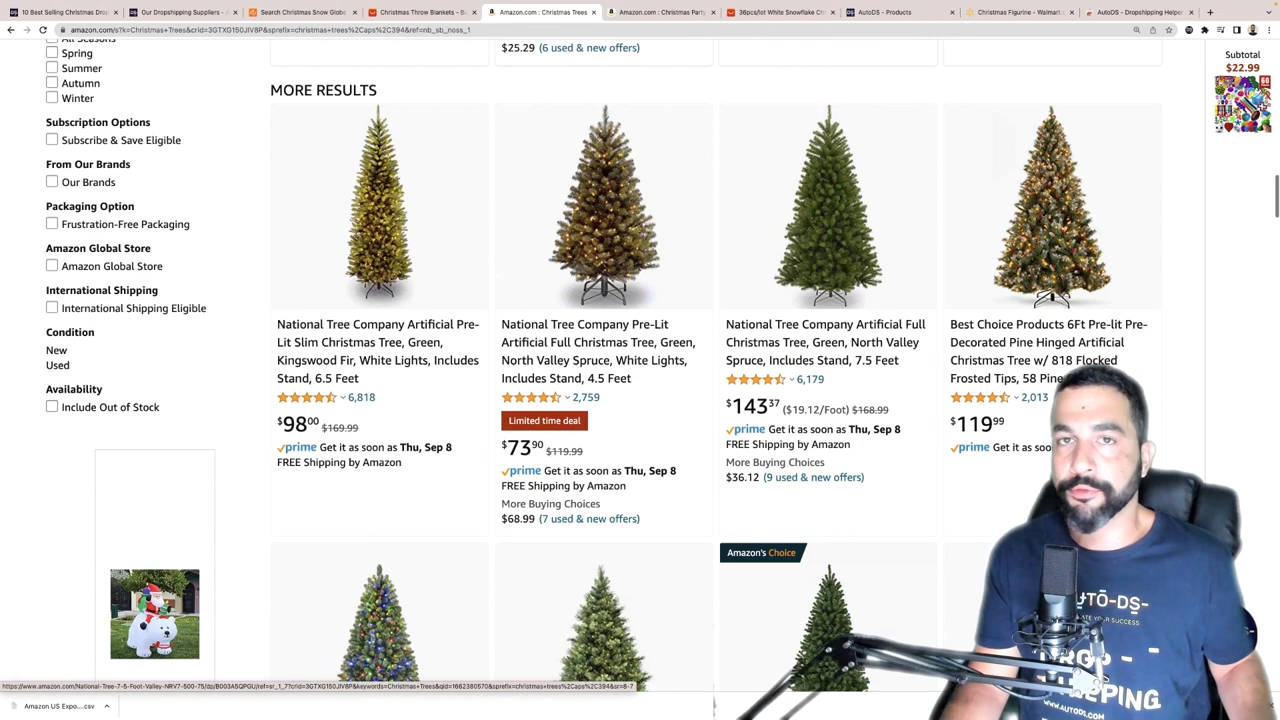 10 Best Selling Christmas Drop
Our Dropshipping Suppliers - A
Search Christmas Snow Globe
Christmas Throw Blankets - B
Amazon.com : Christmas Trees
Amazon.com : Christmas Party
36pcs/lot White Snowflake Ch
AutoDS - Products
Christmas Figurine - Walmart
AutoDS - Dropshipping Helper
amazon.com/s?k=Christmas+Trees&crid=3GTXG150JIV8P&sprefix=christmas+trees%2Caps%2C394&ref=nb_sb_noss_1
All Seasons
Spring
Summer
Autumn
Winter
Subscription Options
Subscribe & Save Eligible
From Our Brands
Our Brands
Packaging Option
Frustration-Free Packaging
Amazon Global Store
Amazon Global Store
International Shipping
International Shipping Eligible
Condition
New
Used
Availability
Include Out of Stock
$25.29 (6 used & new offers)
Subtotal
$22.99
MORE RESULTS
National Tree Company Artificial Pre-
Lit Slim Christmas Tree, Green,
Kingswood Fir, White Lights, Includes
Stand, 6.5 Feet
6,818
$98.00 $169.99
prime Get it as soon as Thu, Sep 8
FREE Shipping by Amazon
National Tree Company Pre-Lit
Artificial Full Christmas Tree, Green,
North Valley Spruce, White Lights,
Includes Stand, 4.5 Feet
2,759
Limited time deal
$73.90 $119.99
prime Get it as soon as Thu, Sep 8
FREE Shipping by Amazon
More Buying Choices
$68.99 (7 used & new offers)
National Tree Company Artificial Full
Christmas Tree, Green, North Valley
Spruce, Includes Stand, 7.5 Feet
6,179
$143.37 ($19.12/Foot) $168.99
prime Get it as soon as Thu, Sep 8
FREE Shipping by Amazon
More Buying Choices
$36.12 (9 used & new offers)
Best Choice Products 6Ft Pre-lit Pre-
Decorated Pine Hinged Artificial
Christmas Tree w/ 818 Flocked
Frosted Tips, 58 Pine
2,013
$119.99
prime Get it as soon
Amazon's Choice
AUTO-DS-
WWW.AUTODS.COM
https://www.amazon.com/National-Tree-7-5-Foot-Valley-NRV7-500-75/dp/B003A5QPGU/ref=sr_1_7?crid=3GTXG150JIV8P&keywords=Christmas+Trees&qid=1662380570&sprefix=christmas+trees%2Caps%2C394&sr=8-7
Amazon US Expo....csv